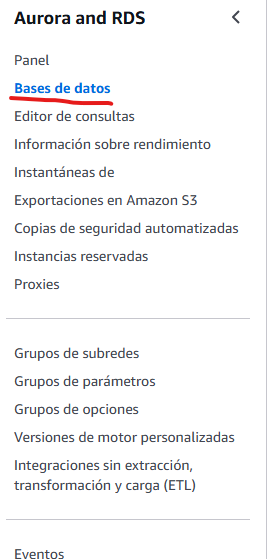 Aurora and RDS
Panel
Bases de datos
Editor de consultas
Información sobre rendimiento
Instantáneas de
Exportaciones en Amazon S3
Copias de seguridad automatizadas
Instancias reservadas
Proxies
Grupos de subredes
Grupos de parámetros
Grupos de opciones
Versiones de motor personalizadas
Integraciones sin extracción,
transformación y carga (ETL)
Eventos